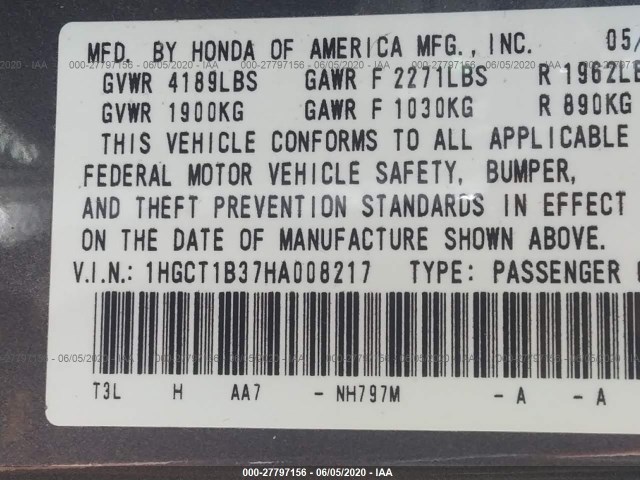 MFD. BY HONDA OF AMERICA MFG., INC. 05/
GVWR 4189LBS GAWR F 2271LBS R 1962LB
GVWR 1900KG GAWR F 1030KG R 890KG
THIS VEHICLE CONFORMS TO ALL APPLICABLE
FEDERAL MOTOR VEHICLE SAFETY, BUMPER,
AND THEFT PREVENTION STANDARDS IN EFFECT
ON THE DATE OF MANUFACTURE SHOWN ABOVE.
V.I.N.: 1HGCT1B37HA008217 TYPE: PASSENGER
T3L H AA7 - NH797M - A - A
000-27797156 - 06/05/2020 - IAA